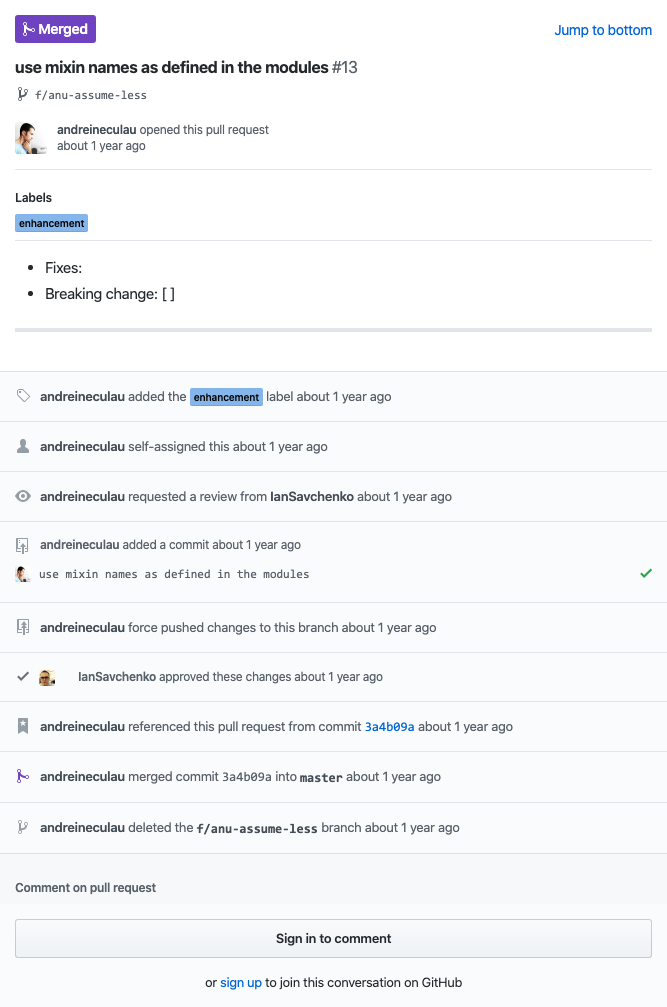 Merged
Jump to bottom
use mixin names as defined in the modules #13
f/anu-assume-less
andreineculau opened this pull request
about 1 year ago
Labels
enhancement
• Fixes:
• Breaking change: [ ]
andreineculau added the enhancement label about 1 year ago
andreineculau self-assigned this about 1 year ago
andreineculau requested a review from IanSavchenko about 1 year ago
andreineculau added a commit about 1 year ago
use mixin names as defined in the modules
andreineculau force pushed changes to this branch about 1 year ago
IanSavchenko approved these changes about 1 year ago
andreineculau referenced this pull request from commit 3a4b09a about 1 year ago
andreineculau merged commit 3a4b09a into master about 1 year ago
andreineculau deleted the f/anu-assume-less branch about 1 year ago
Comment on pull request
Sign in to comment
or sign up to join this conversation on GitHub